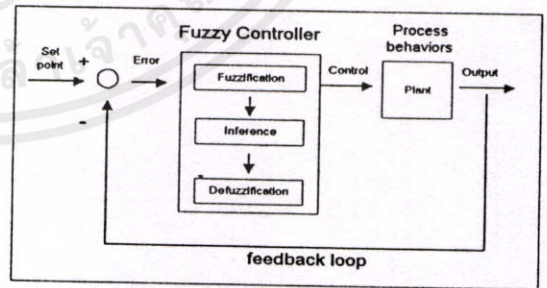 Fuzzy Controller
Process
behaviors
Set
point
+
Error
Fuzzification
Control
Plant
Output
-
Inference
Defuzzification
feedback loop